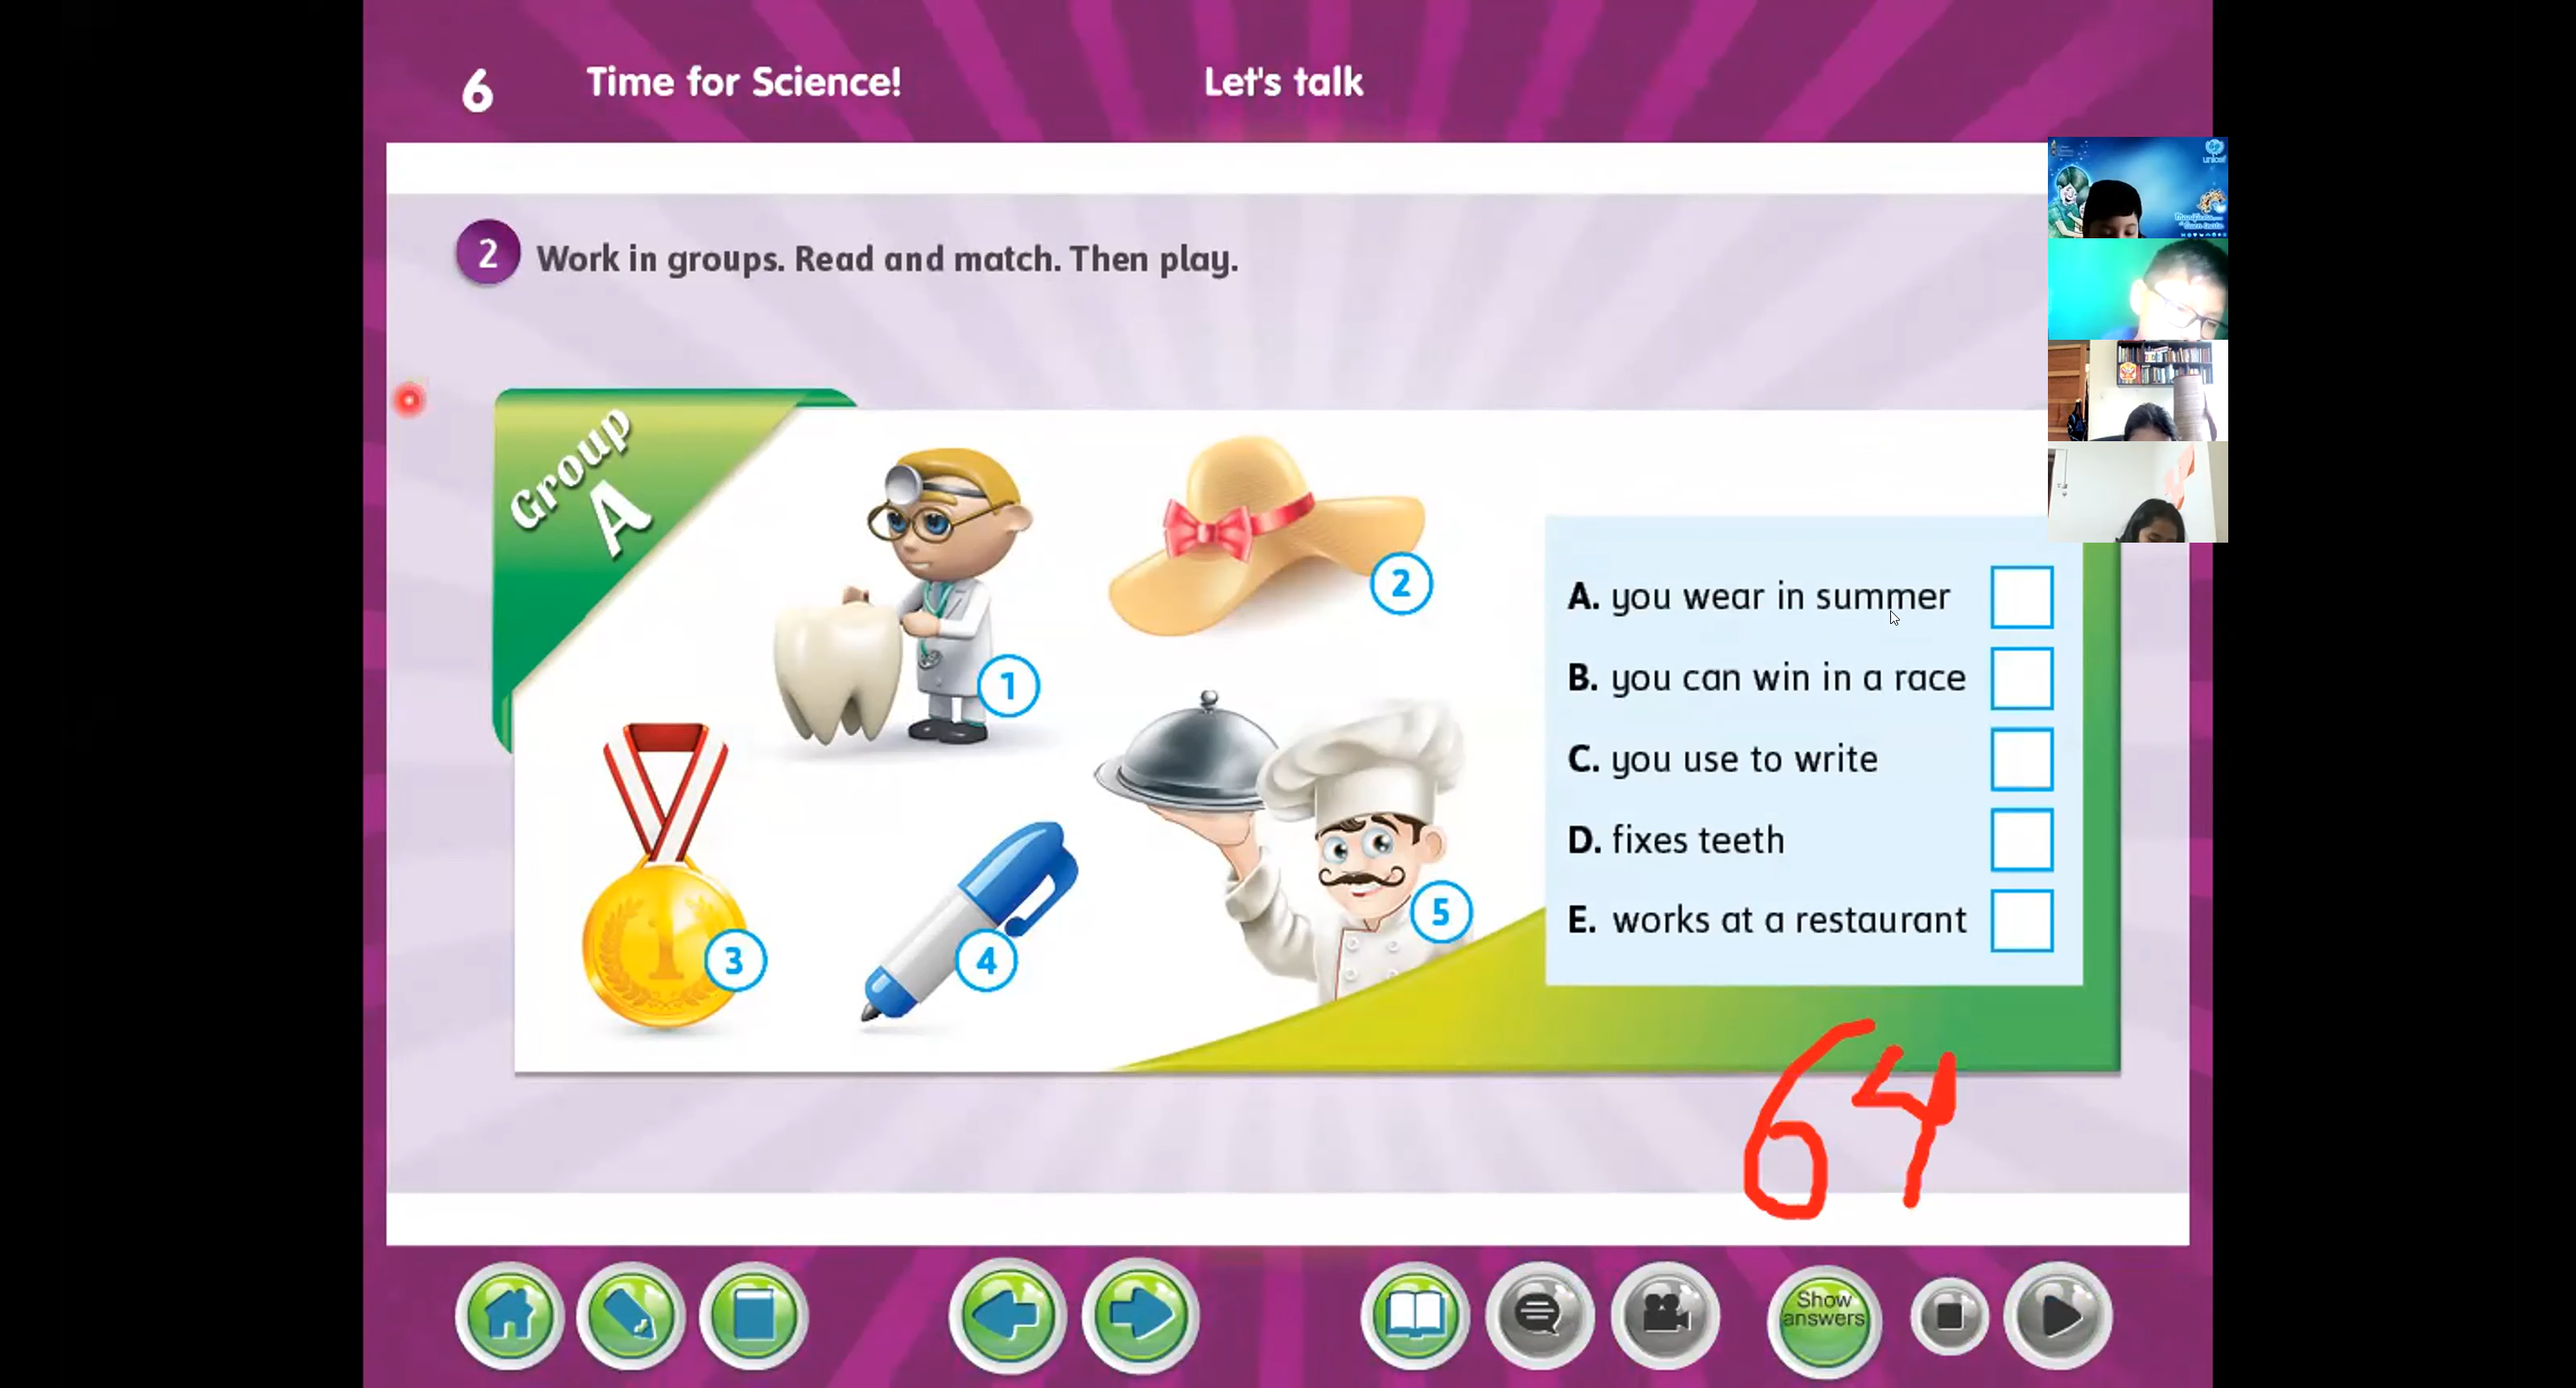 6
Time for Science!
Let's talk
2
Work in groups. Read and match. Then play.
Group
A
1
2
3
1
4
5
A. you wear in summer
B. you can win in a race
C. you use to write
D. fixes teeth
E. works at a restaurant
64
Show
answers
unicef